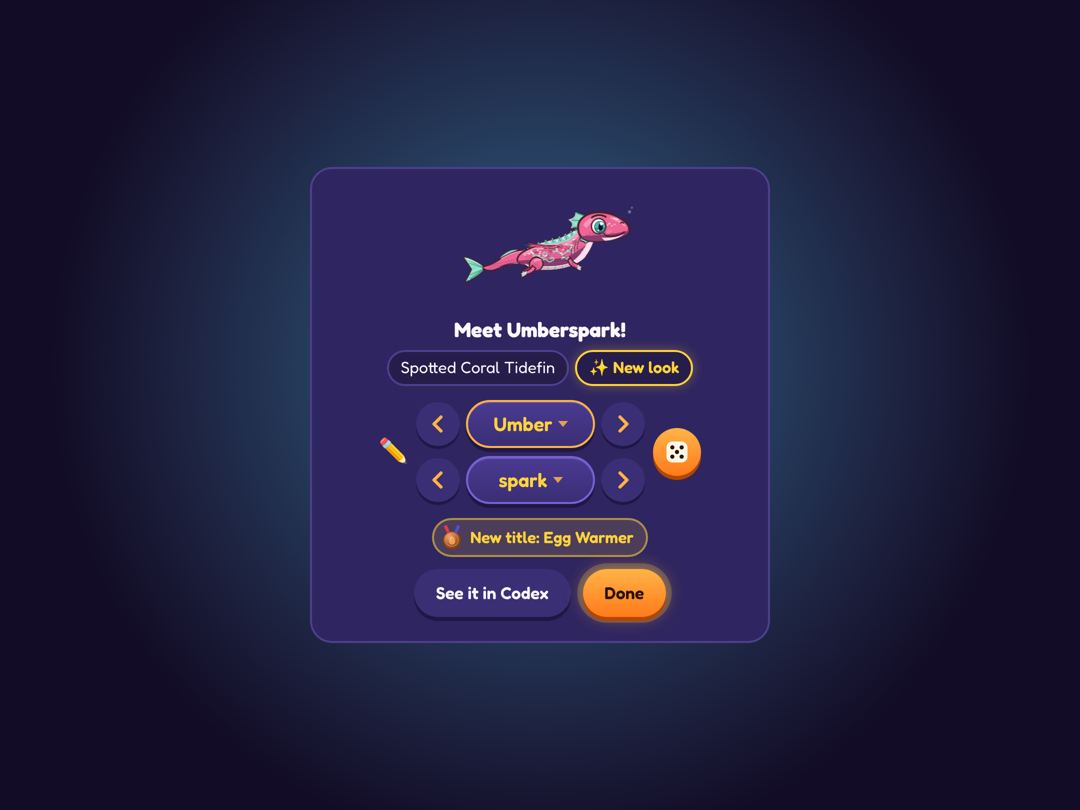 Meet Umberspark!
Spotted Coral Tidefin
✨ New look
Umber
spark
New title: Egg Warmer
See it in Codex
Done